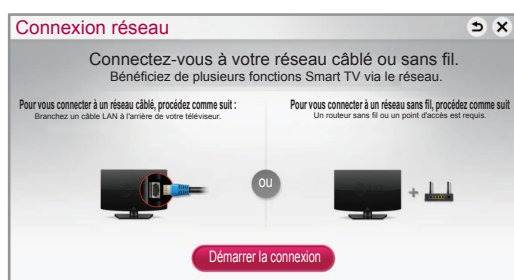 Connexion réseau
Connectez-vous à votre réseau câblé ou sans fil.
Bénéficiez de plusieurs fonctions Smart TV via le réseau.
Pour vous connecter à un réseau câblé, procédez comme suit :
Branchez un câble LAN à l'arrière de votre téléviseur.
Pour vous connecter à un réseau sans fil, procédez comme suit
Un routeur sans fil ou un point d'accès est requis.
ou
Démarrer la connexion